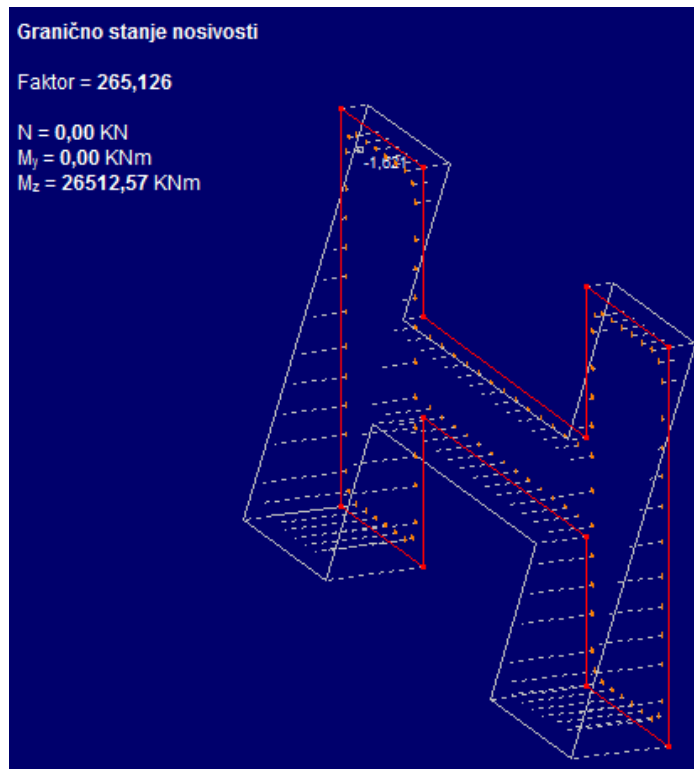 Granično stanje nosivosti
Faktor = 265,126
N = 0,00 KN
My = 0,00 KNm
Mz = 26512,57 KNm
-1,621